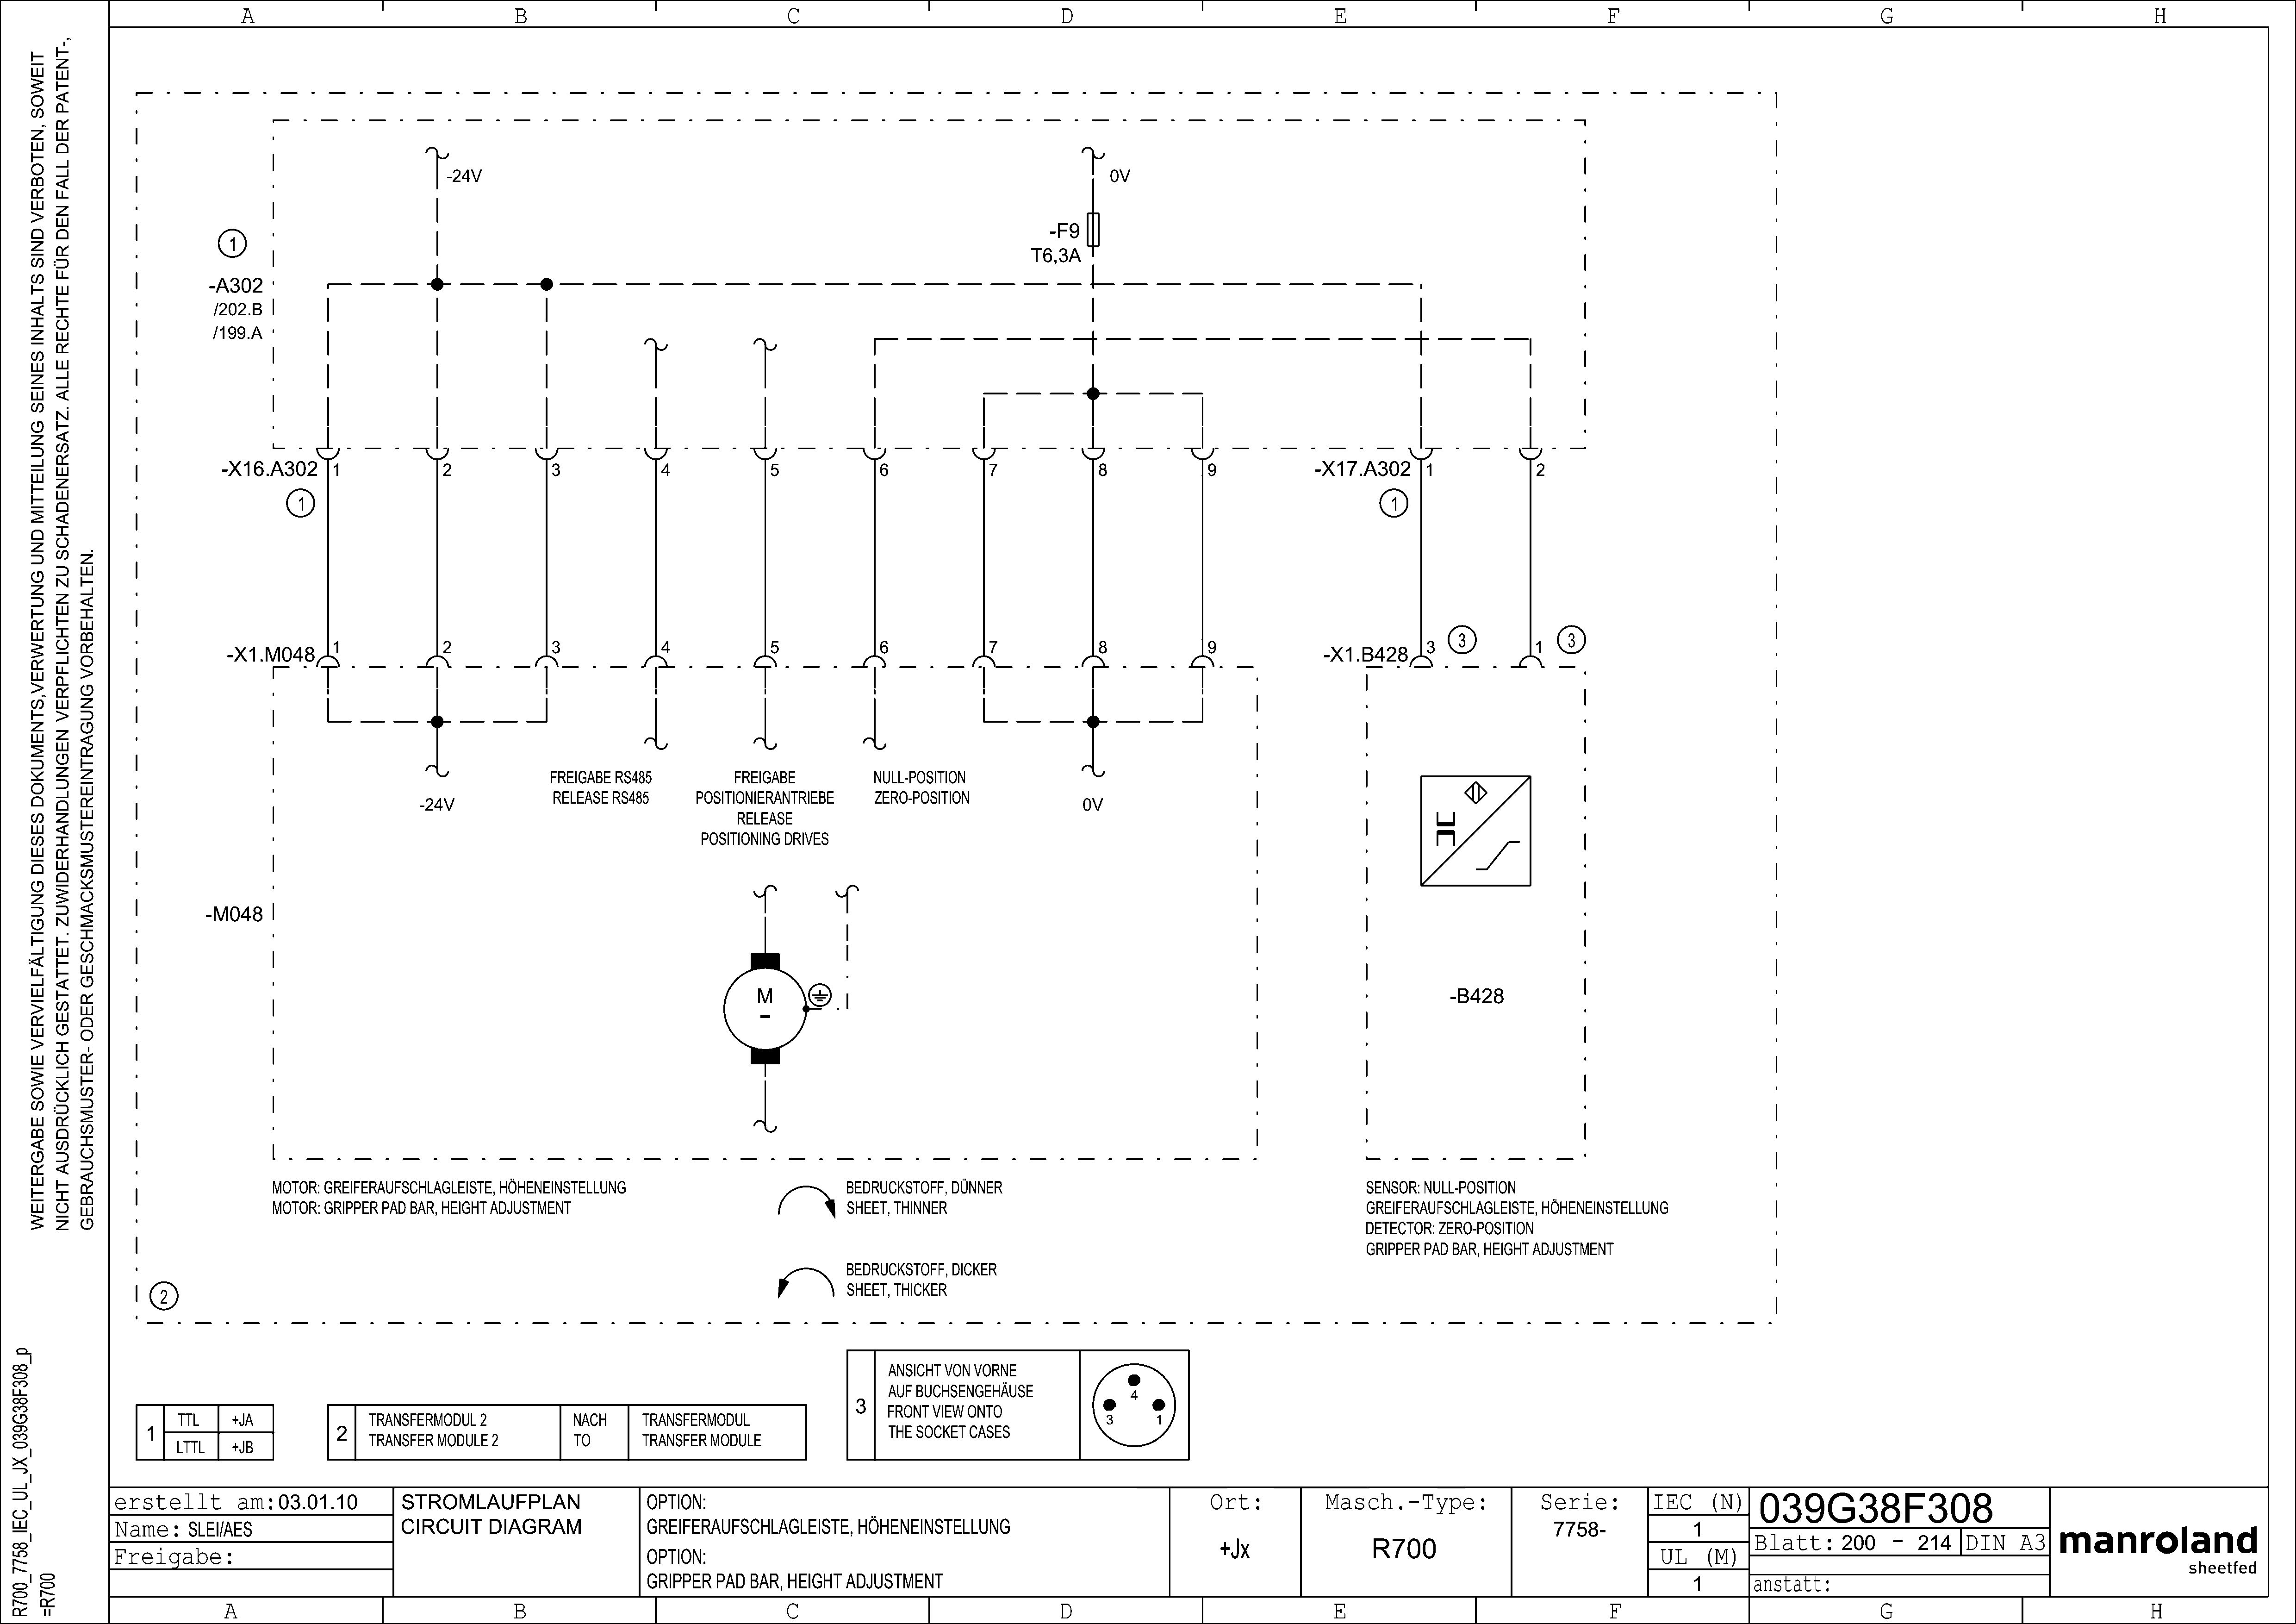 A B C D E F G H
WEITERGABE SOWIE VERVIELFÄLTIGUNG DIESES DOKUMENTS,VERWERTUNG UND MITTEILUNG SEINES INHALTS SIND VERBOTEN, SOWEIT
NICHT AUSDRÜCKLICH GESTATTET. ZUWIDERHANDLUNGEN VERPFLICHTEN ZU SCHADENERSATZ. ALLE RECHTE FÜR DEN FALL DER PATENT-,
GEBRAUCHSMUSTER- ODER GESCHMACKSMUSTEREINTRAGUNG VORBEHALTEN.
R700_7758_IEC_UL_JX_039G38F308_p
=R700
-24V 0V
-F9
T6,3A
1
-A302
/202.B
/199.A
-X16.A302 1 2 3 4 5 6 7 8 9 -X17.A302 1 2
1 1
-X1.M048 1 2 3 4 5 6 7 8 9 -X1.B428 3 3 1 3
-24V
FREIGABE RS485
RELEASE RS485
FREIGABE
POSITIONIERANTRIEBE
RELEASE
POSITIONING DRIVES
NULL-POSITION
ZERO-POSITION
0V
-M048
M
-
-B428
MOTOR: GREIFERAUFSCHLAGLEISTE, HÖHENEINSTELLUNG
MOTOR: GRIPPER PAD BAR, HEIGHT ADJUSTMENT
BEDRUCKSTOFF, DÜNNER
SHEET, THINNER
BEDRUCKSTOFF, DICKER
SHEET, THICKER
SENSOR: NULL-POSITION
GREIFERAUFSCHLAGLEISTE, HÖHENEINSTELLUNG
DETECTOR: ZERO-POSITION
GRIPPER PAD BAR, HEIGHT ADJUSTMENT
2
1
TTL +JA
LTTL +JB
2
TRANSFERMODUL 2 NACH TRANSFERMODUL
TRANSFER MODULE 2 TO TRANSFER MODULE
3
ANSICHT VON VORNE
AUF BUCHSENGEHÄUSE
FRONT VIEW ONTO
THE SOCKET CASES
4
3 1
erstellt am: 03.01.10
Name: SLEI/AES
Freigabe:
STROMLAUFPLAN
CIRCUIT DIAGRAM
OPTION:
GREIFERAUFSCHLAGLEISTE, HÖHENEINSTELLUNG
OPTION:
GRIPPER PAD BAR, HEIGHT ADJUSTMENT
Ort:
+Jx
Masch.-Type:
R700
Serie:
7758-
IEC (N)
1
UL (M)
1
039G38F308
Blatt: 200 - 214 DIN A3
anstatt:
manroland
sheetfed
A B C D E F G H